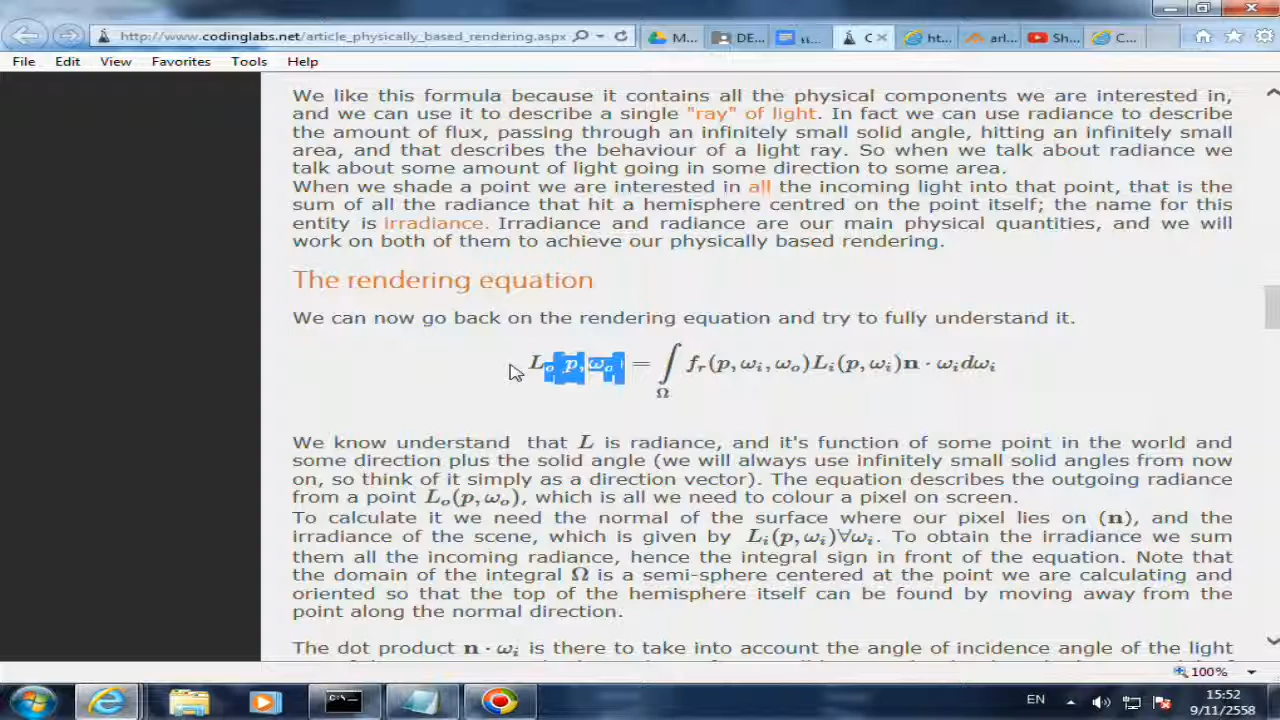 http://www.codinglabs.net/article_physically_based_rendering.aspx
M...
DE...
C
ht...
arl...
Sh...
C...
File Edit View Favorites Tools Help
We like this formula because it contains all the physical components we are interested in,
and we can use it to describe a single "ray" of light. In fact we can use radiance to describe
the amount of flux, passing through an infinitely small solid angle, hitting an infinitely small
area, and that describes the behaviour of a light ray. So when we talk about radiance we
talk about some amount of light going in some direction to some area.
When we shade a point we are interested in all the incoming light into that point, that is the
sum of all the radiance that hit a hemisphere centred on the point itself; the name for this
entity is irradiance. Irradiance and radiance are our main physical quantities, and we will
work on both of them to achieve our physically based rendering.
The rendering equation
We can now go back on the rendering equation and try to fully understand it.
Lₒ(p, ωₒ) = ∫_Ω fᵣ(p, ωᵢ, ωₒ)Lᵢ(p, ωᵢ)n · ωᵢdωᵢ
We know understand that L is radiance, and it's function of some point in the world and
some direction plus the solid angle (we will always use infinitely small solid angles from now
on, so think of it simply as a direction vector). The equation describes the outgoing radiance
from a point Lₒ(p, ωₒ), which is all we need to colour a pixel on screen.
To calculate it we need the normal of the surface where our pixel lies on (n), and the
irradiance of the scene, which is given by Lᵢ(p, ωᵢ)∀ωᵢ. To obtain the irradiance we sum
them all the incoming radiance, hence the integral sign in front of the equation. Note that
the domain of the integral Ω is a semi-sphere centered at the point we are calculating and
oriented so that the top of the hemisphere itself can be found by moving away from the
point along the normal direction.
The dot product n · ωᵢ is there to take into account the angle of incidence angle of the light
100%
EN
15:52
9/11/2558